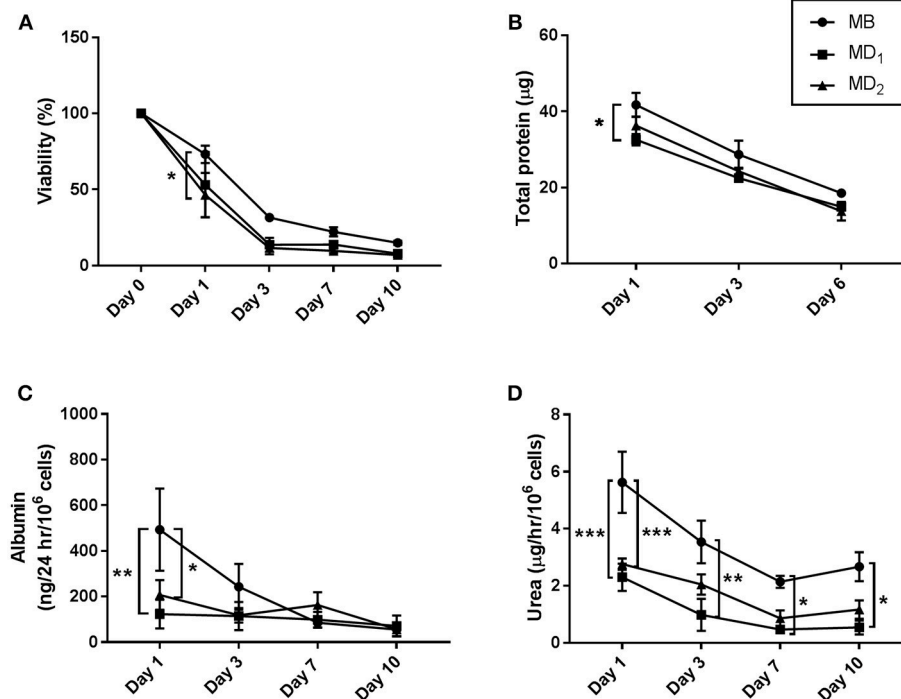 A
Viability (%)
150
100
50
0
Day 0
Day 1
Day 3
Day 7
Day 10
*
B
Total protein (μg)
60
40
20
0
Day 1
Day 3
Day 6
*
MB
MD₁
MD₂
C
Albumin
(ng/24 hr/10⁶ cells)
1000
800
600
400
200
0
Day 1
Day 3
Day 7
Day 10
**
*
D
Urea (μg/hr/10⁶ cells)
8
6
4
2
0
Day 1
Day 3
Day 7
Day 10
***
***
**
*
*